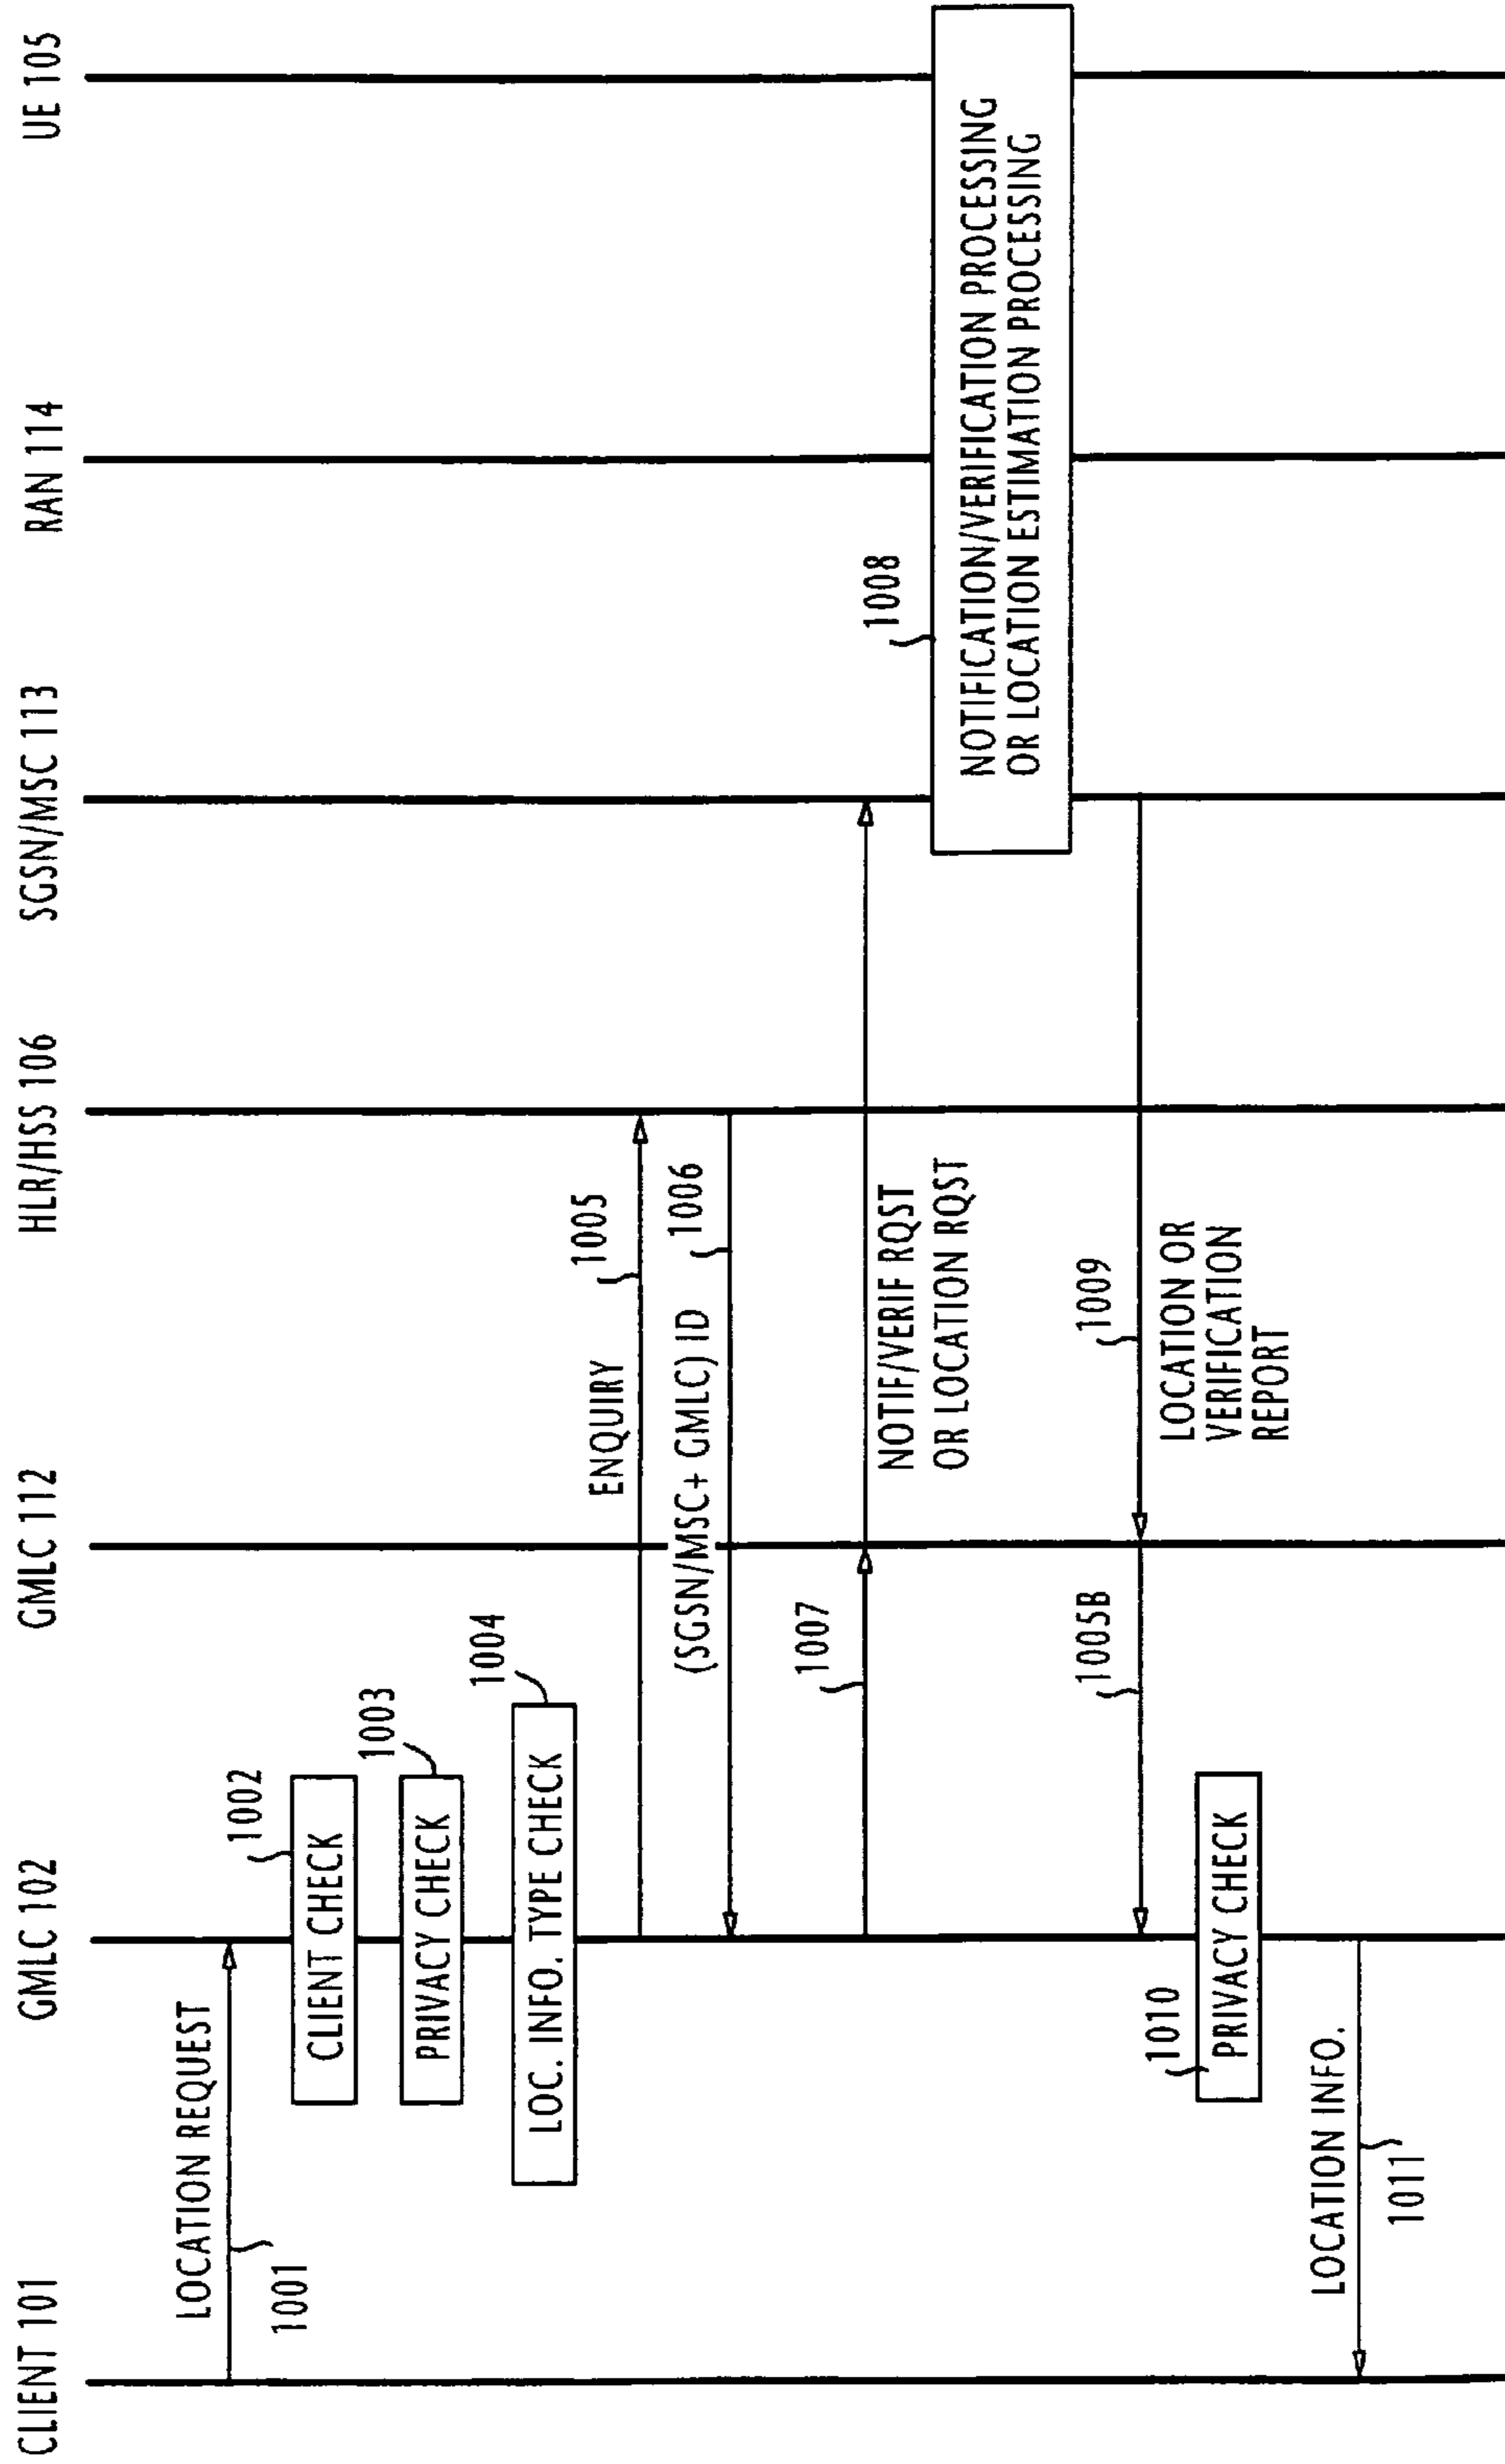 CLIENT 101
GMLC 102
GMLC 112
HLR/HSS 106
SGSN/MSC 113
RAN 114
UE 105
LOCATION REQUEST
1001
1002
CLIENT CHECK
1003
PRIVACY CHECK
1004
LOC. INFO. TYPE CHECK
ENQUIRY
1005
(SGSN/MSC+ GMLC) ID
1006
1007
NOTIF/VERIF RQST
OR LOCATION RQST
1008
NOTIFICATION/VERIFICATION PROCESSING
OR LOCATION ESTIMATION PROCESSING
1005B
1009
LOCATION OR
VERIFICATION
REPORT
1010
PRIVACY CHECK
LOCATION INFO.
1011